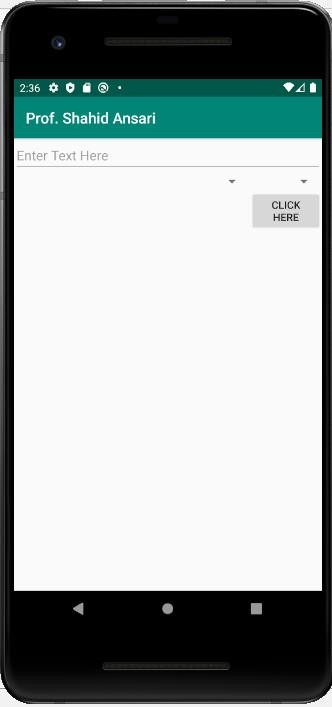 2:36
Prof. Shahid Ansari
Enter Text Here
CLICK
HERE